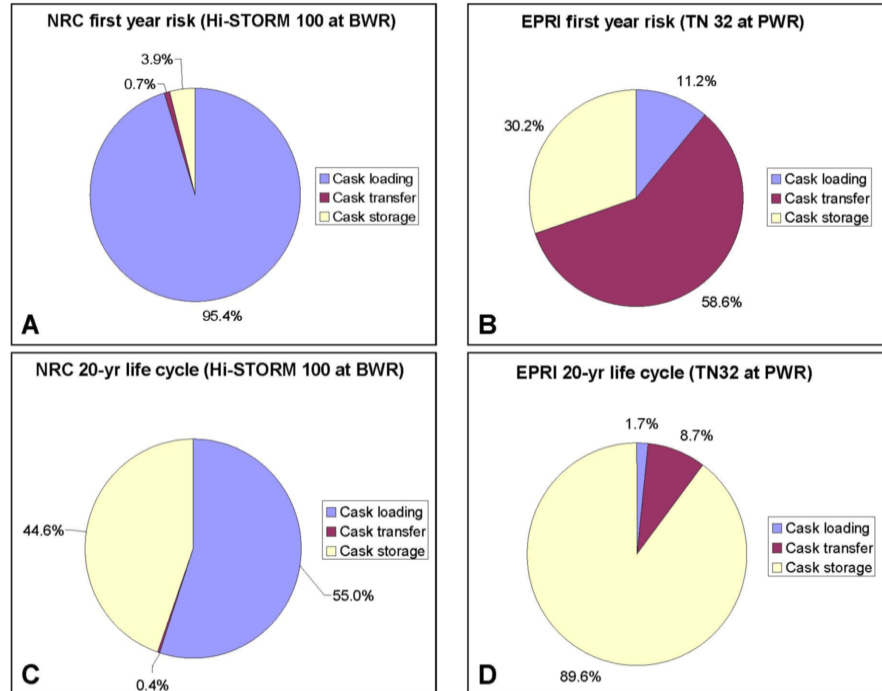 NRC first year risk (Hi-STORM 100 at BWR)
3.9%
0.7%
Cask loading
Cask transfer
Cask storage
95.4%
A
EPRI first year risk (TN 32 at PWR)
11.2%
30.2%
Cask loading
Cask transfer
Cask storage
58.6%
B
NRC 20-yr life cycle (Hi-STORM 100 at BWR)
44.6%
Cask loading
Cask transfer
Cask storage
55.0%
0.4%
C
EPRI 20-yr life cycle (TN32 at PWR)
1.7%
8.7%
Cask loading
Cask transfer
Cask storage
89.6%
D